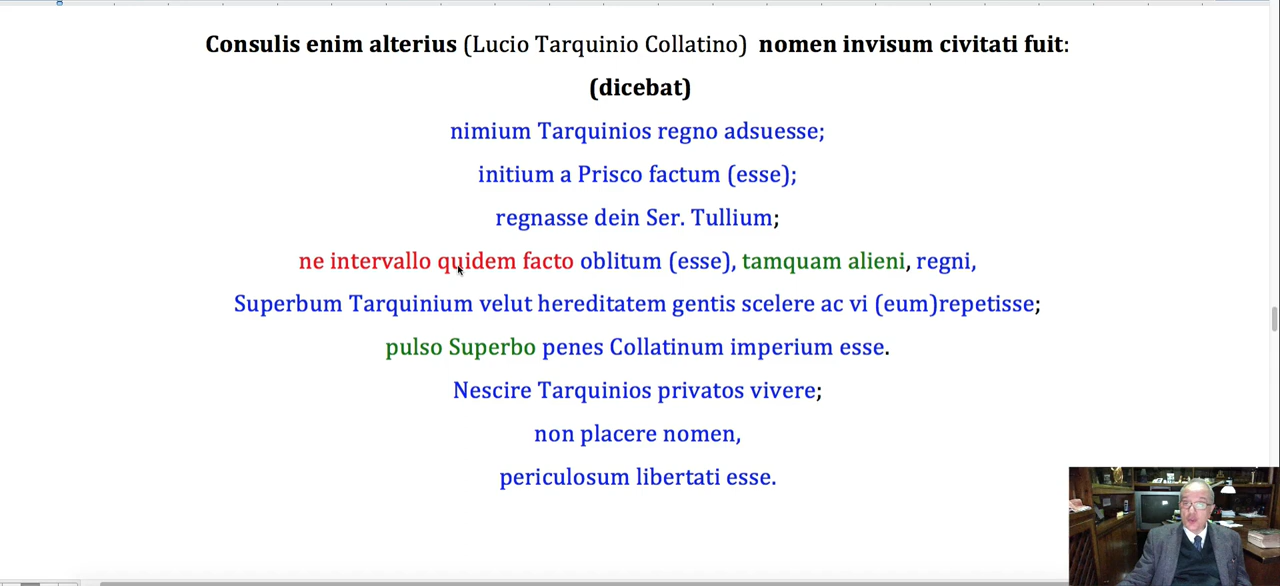 Consulis enim alterius (Lucio Tarquinio Collatino) nomen invisum civitati fuit:
(dicebat)
nimium Tarquinios regno adsuesse;
initium a Prisco factum (esse);
regnasse dein Ser. Tullium;
ne intervallo quidem facto oblitum (esse), tamquam alieni, regni,
Superbum Tarquinium velut hereditatem gentis scelere ac vi (eum)repetisse;
pulso Superbo penes Collatinum imperium esse.
Nescire Tarquinios privatos vivere;
non placere nomen,
periculosum libertati esse.